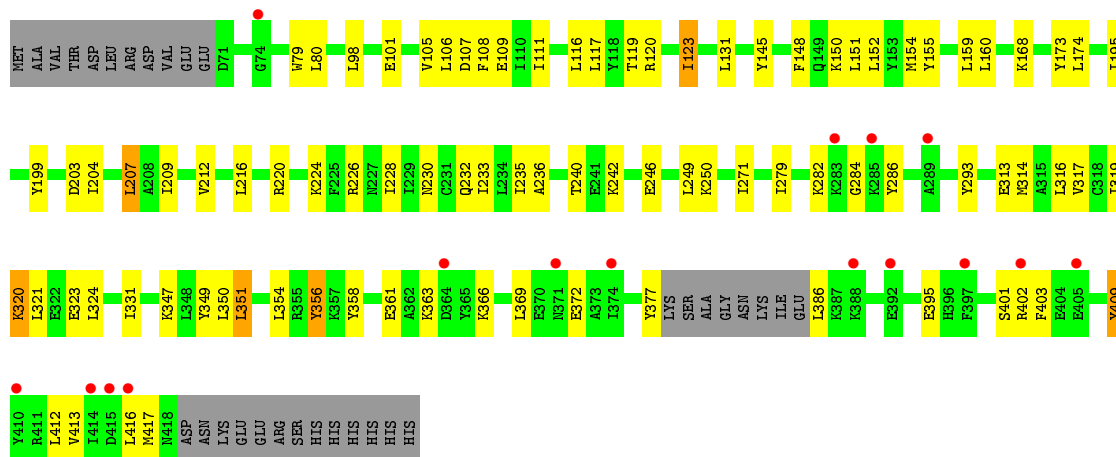 MET ALA VAL THR ASP LEU ARG ASP VAL GLU GLU D71 G74 W79 L80 L98 E101 V105 L106 D107 F108 E109 I110 I111 L116 L117 Y118 T119 R120 I123 L131 Y145 F148 Q149 K150 L151 L152 Y153 M154 Y155 L159 L160 K168 Y173 L174
Y199 D203 I204 L207 A208 I209 V212 L216 R220 K224 F225 R226 N227 I228 I229 N230 C231 Q232 I233 L234 I235 A236 T240 E241 K242 E246 L249 K250 I271 I279 K282 K283 G284 K285 Y286 A289 Y293 E313 N314 A315 L316 V317 C318
K320 L321 E322 E323 L324 I331 K347 L348 Y349 L350 L351 L354 R355 Y356 K357 Y358 E361 A362 K363 D364 Y365 K366 L369 E370 N371 E372 A373 I374 Y377 LYS SER ALA GLY ASN LYS ILE GLU L386 K387 K388 E392 E395 H396 F397 S401 R402 F403 E404 E405
Y410 R411 L412 V413 I414 D415 L416 M417 N418 ASP ASN LYS GLU GLU ARG SER HIS HIS HIS HIS HIS HIS